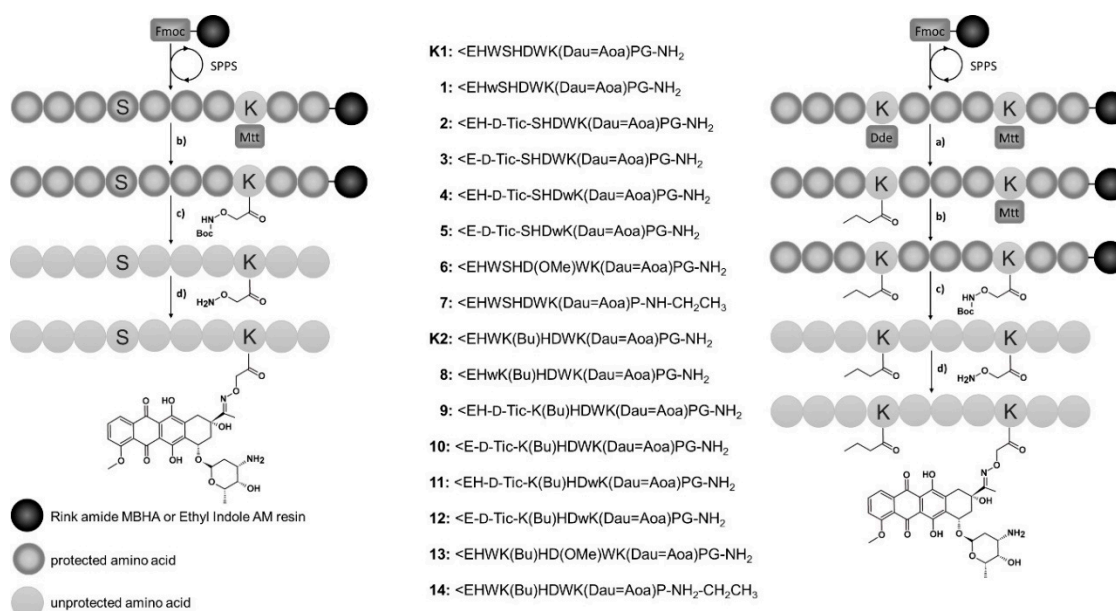 Fmoc
SPPS
S
K
Mtt
b)
S
K
c)
HN
O
O
Boc
S
K
d)
H₂N
O
O
S
K
O
O
N
O
OH
O
OH
O
O
OH
O
NH₂
O
OH
Rink amide MBHA or Ethyl Indole AM resin
protected amino acid
unprotected amino acid
K1: <EHWSHDWK(Dau=Aoa)PG-NH₂
1: <EHwSHDWK(Dau=Aoa)PG-NH₂
2: <EH-D-Tic-SHDWK(Dau=Aoa)PG-NH₂
3: <E-D-Tic-SHDWK(Dau=Aoa)PG-NH₂
4: <EH-D-Tic-SHDwK(Dau=Aoa)PG-NH₂
5: <E-D-Tic-SHDwK(Dau=Aoa)PG-NH₂
6: <EHWSHD(OMe)WK(Dau=Aoa)PG-NH₂
7: <EHWSHDWK(Dau=Aoa)P-NH-CH₂CH₃
K2: <EHWK(Bu)HDWK(Dau=Aoa)PG-NH₂
8: <EHwK(Bu)HDWK(Dau=Aoa)PG-NH₂
9: <EH-D-Tic-K(Bu)HDWK(Dau=Aoa)PG-NH₂
10: <E-D-Tic-K(Bu)HDWK(Dau=Aoa)PG-NH₂
11: <EH-D-Tic-K(Bu)HDwK(Dau=Aoa)PG-NH₂
12: <E-D-Tic-K(Bu)HDwK(Dau=Aoa)PG-NH₂
13: <EHWK(Bu)HD(OMe)WK(Dau=Aoa)PG-NH₂
14: <EHWK(Bu)HDWK(Dau=Aoa)P-NH₂-CH₂CH₃
Fmoc
SPPS
K
K
Dde
Mtt
a)
K
K
O
Mtt
b)
K
K
O
O
c)
HN
O
Boc
K
K
O
O
d)
H₂N
O
K
K
O
O
O
N
O
OH
O
OH
O
O
OH
O
NH₂
O
OH